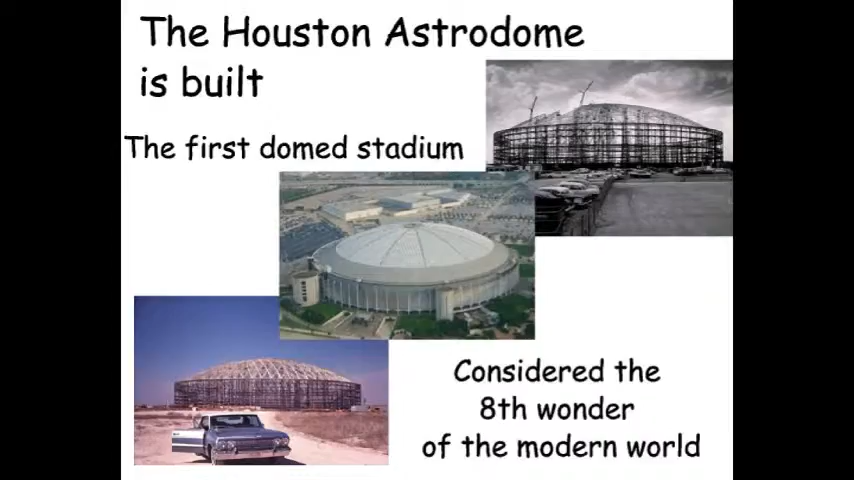 The Houston Astrodome
is built
The first domed stadium
Considered the
8th wonder
of the modern world